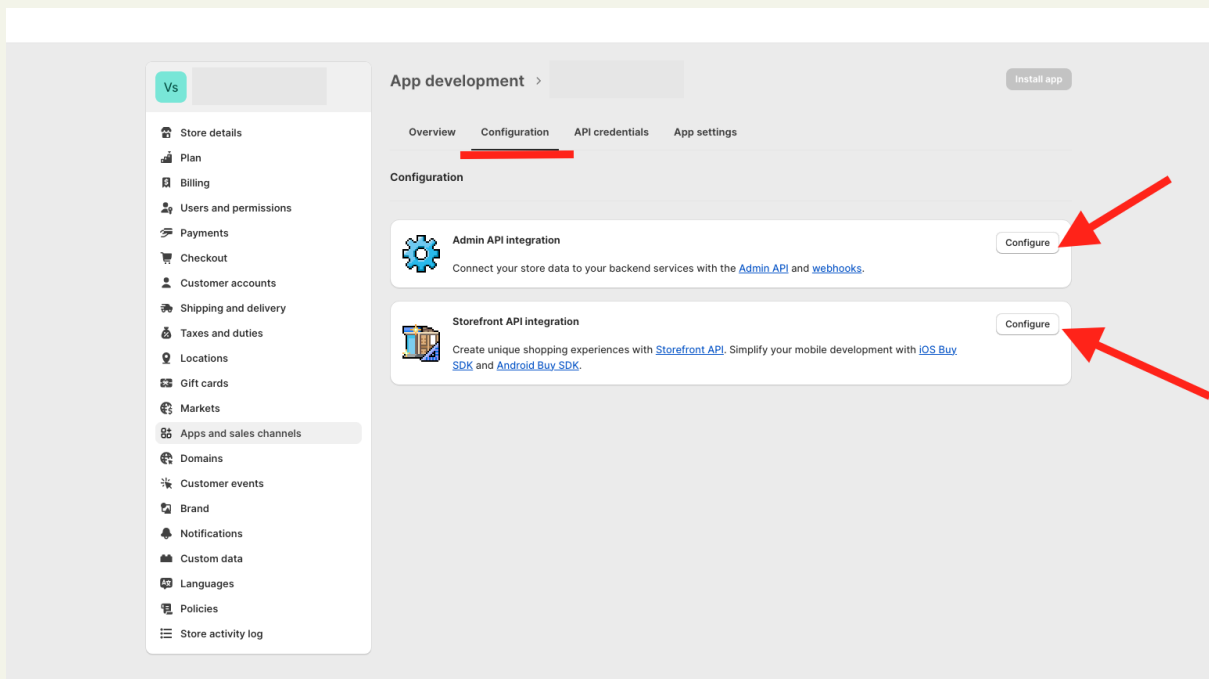 Vs
Store details
Plan
Billing
Users and permissions
Payments
Checkout
Customer accounts
Shipping and delivery
Taxes and duties
Locations
Gift cards
Markets
Apps and sales channels
Domains
Customer events
Brand
Notifications
Custom data
Languages
Policies
Store activity log
App development >
Install app
Overview Configuration API credentials App settings
Configuration
Admin API integration
Configure
Connect your store data to your backend services with the Admin API and webhooks.
Storefront API integration
Configure
Create unique shopping experiences with Storefront API. Simplify your mobile development with iOS Buy
SDK and Android Buy SDK.